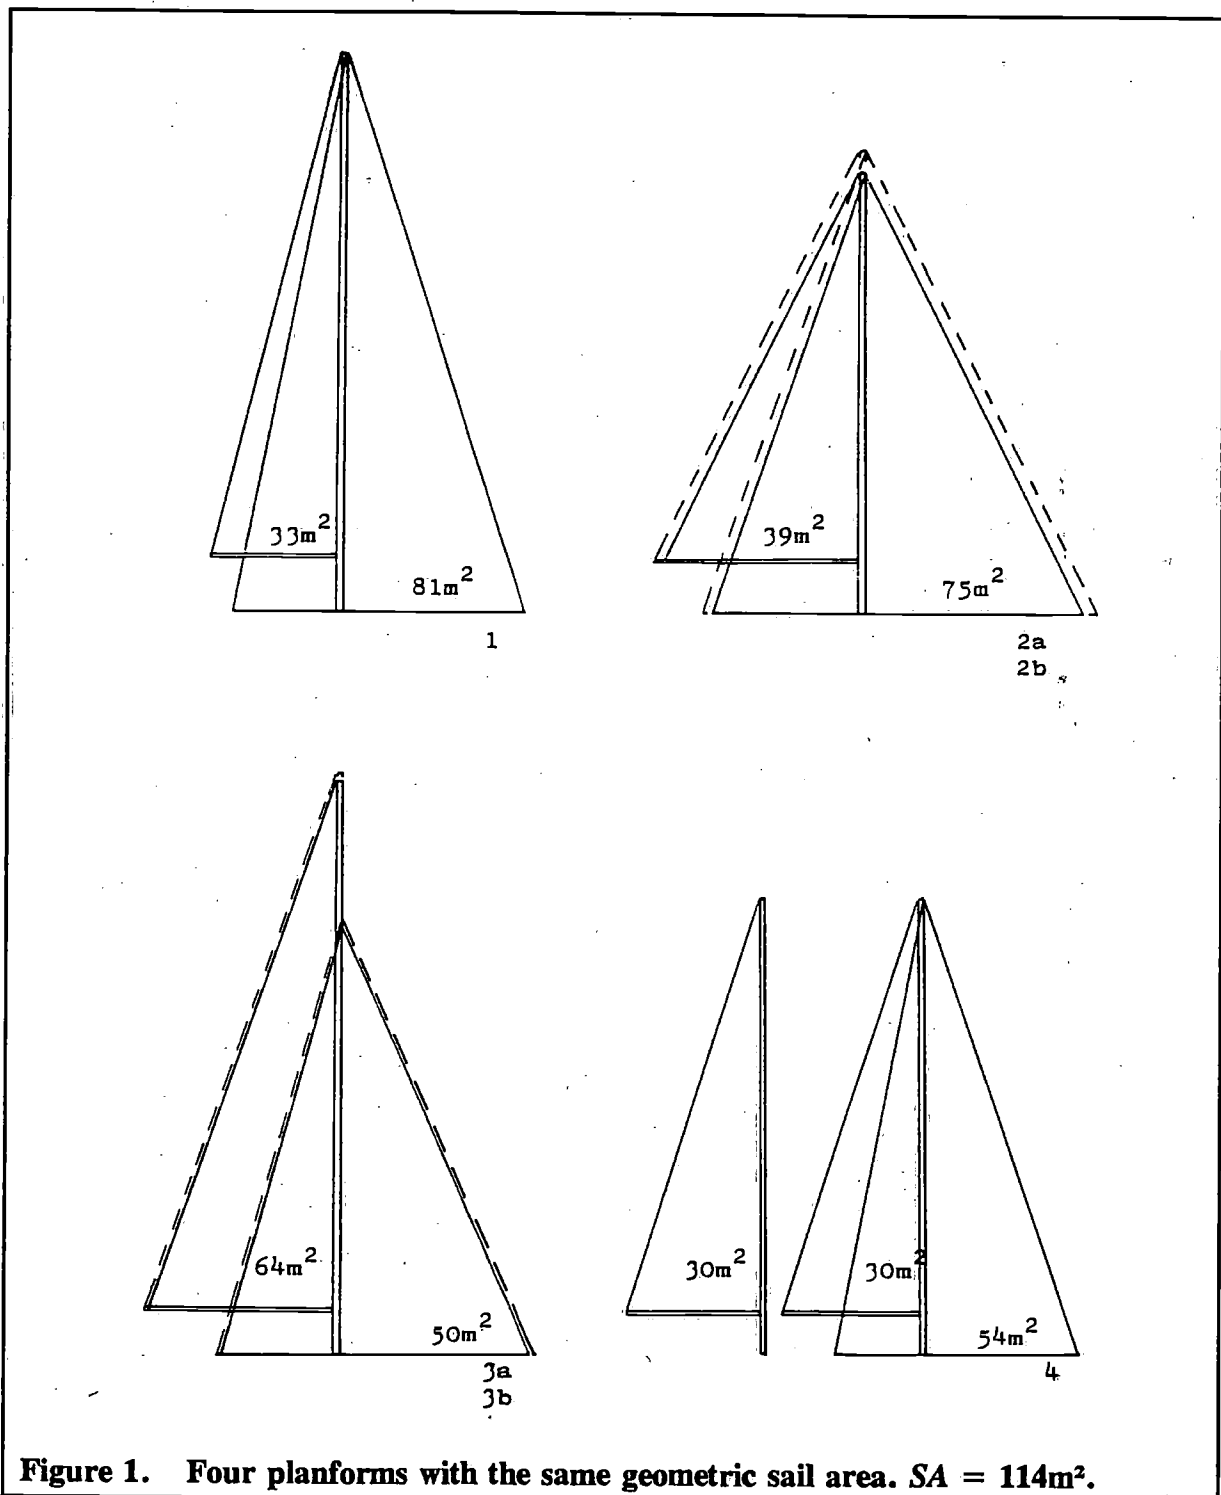 33m²
81m²
1
39m²
75m²
2a
2b
64m²
50m²
3a
3b
30m²
30m²
54m²
4
Figure 1. Four planforms with the same geometric sail area. SA = 114m².